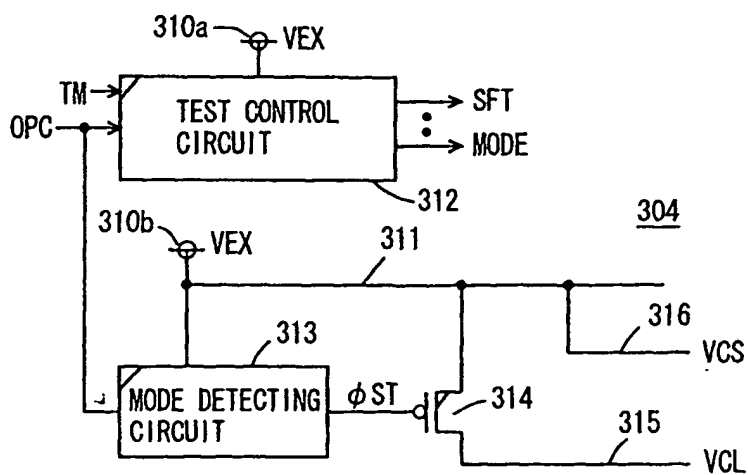 310a VEX
TM
OPC
TEST CONTROL
CIRCUIT
SFT
MODE
312
310b VEX
304
311
313
316
VCS
MODE DETECTING
CIRCUIT
φST
314
315
VCL